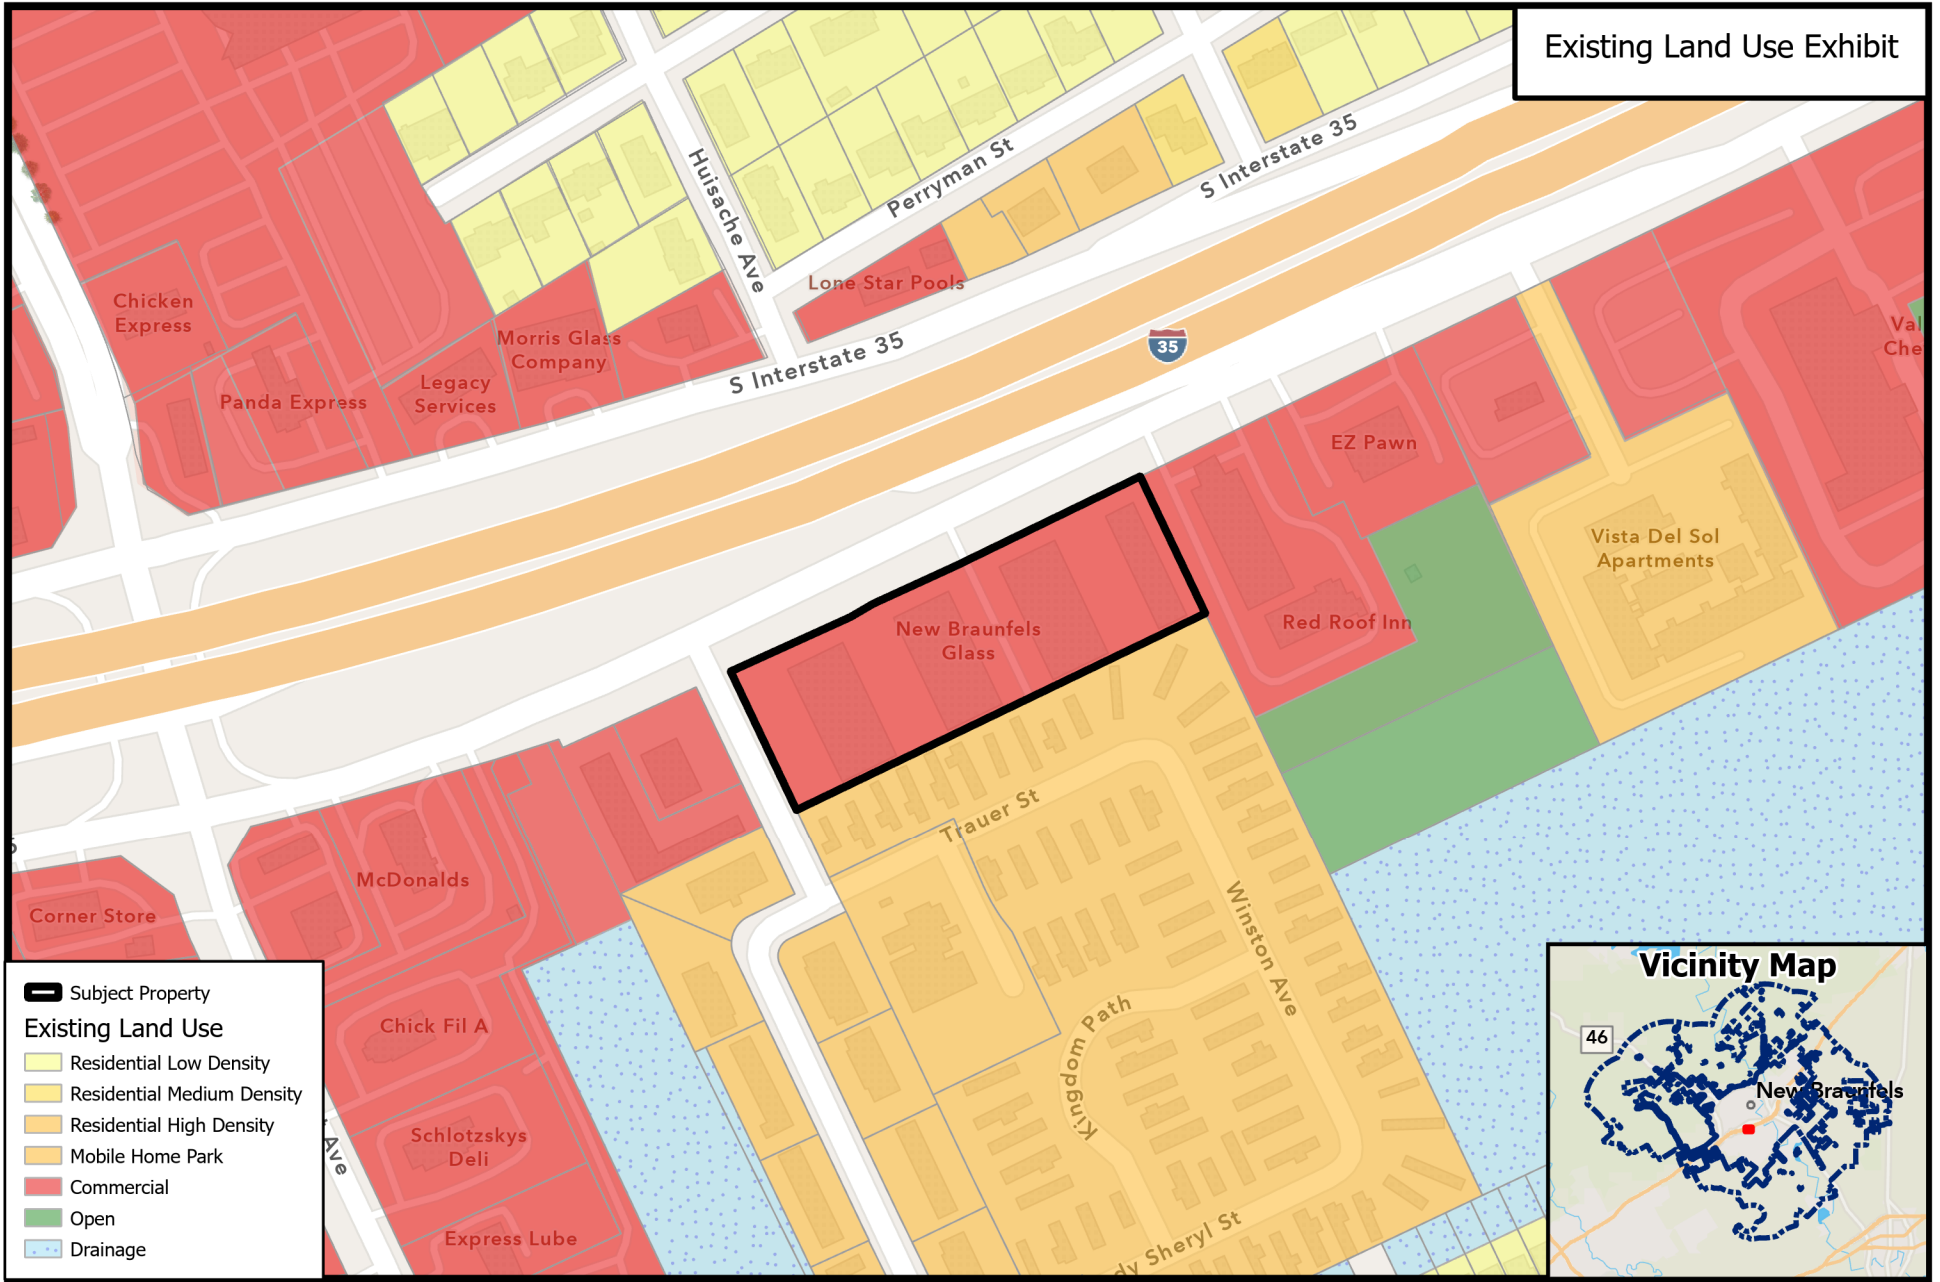 Existing Land Use Exhibit
Huisache Ave
Perryman St
S Interstate 35
Lone Star Pools
Chicken
Express
Morris Glass
Company
Val
Che
S Interstate 35
35
Legacy
Services
Panda Express
EZ Pawn
Vista Del Sol
Apartments
New Braunfels
Glass
Red Roof Inn
Trauer St
McDonalds
Corner Store
Winston Ave
Kingdom Path
Chick Fil A
Schlotzskys
Deli
Ave
Express Lube
dy Sheryl St
Subject Property
Existing Land Use
Residential Low Density
Residential Medium Density
Residential High Density
Mobile Home Park
Commercial
Open
Drainage
Vicinity Map
46
New Braunfels